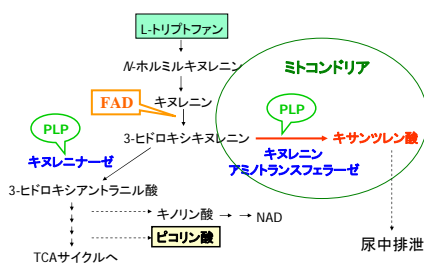 L-トリプトファン
N-ホルミルキヌレニン
ミトコンドリア
FAD
キヌレニン
PLP
PLP
3-ヒドロキシキヌレニン
キサンツレン酸
キヌレニナーゼ
キヌレニン
アミノトランスフェラーゼ
3-ヒドロキシアントラニル酸
キノリン酸
NAD
ピコリン酸
尿中排泄
TCAサイクルへ